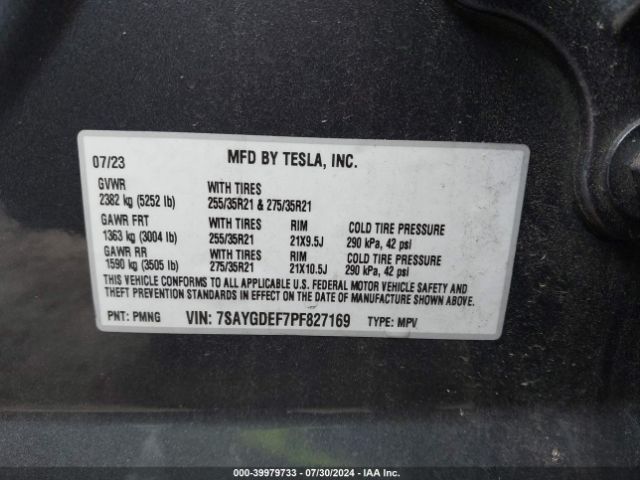 07/23 MFD BY TESLA, INC.
GVWR WITH TIRES
2382 kg (5252 lb) 255/35R21 & 275/35R21
GAWR FRT WITH TIRES RIM COLD TIRE PRESSURE
1363 kg (3004 lb) 255/35R21 21X9.5J 290 kPa, 42 psi
GAWR RR WITH TIRES RIM COLD TIRE PRESSURE
1590 kg (3505 lb) 275/35R21 21X10.5J 290 kPa, 42 psi
THIS VEHICLE CONFORMS TO ALL APPLICABLE U.S. FEDERAL MOTOR VEHICLE SAFETY AND
THEFT PREVENTION STANDARDS IN EFFECT ON THE DATE OF MANUFACTURE SHOWN ABOVE.
PNT: PMNG VIN: 7SAYGDEF7PF827169 TYPE: MPV
000-39979733 - 07/30/2024 - IAA